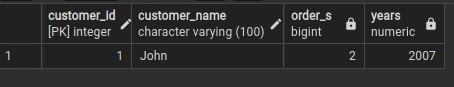 customer_id customer_name order_s years
[PK] integer character varying (100) bigint numeric
1 1 John 2 2007